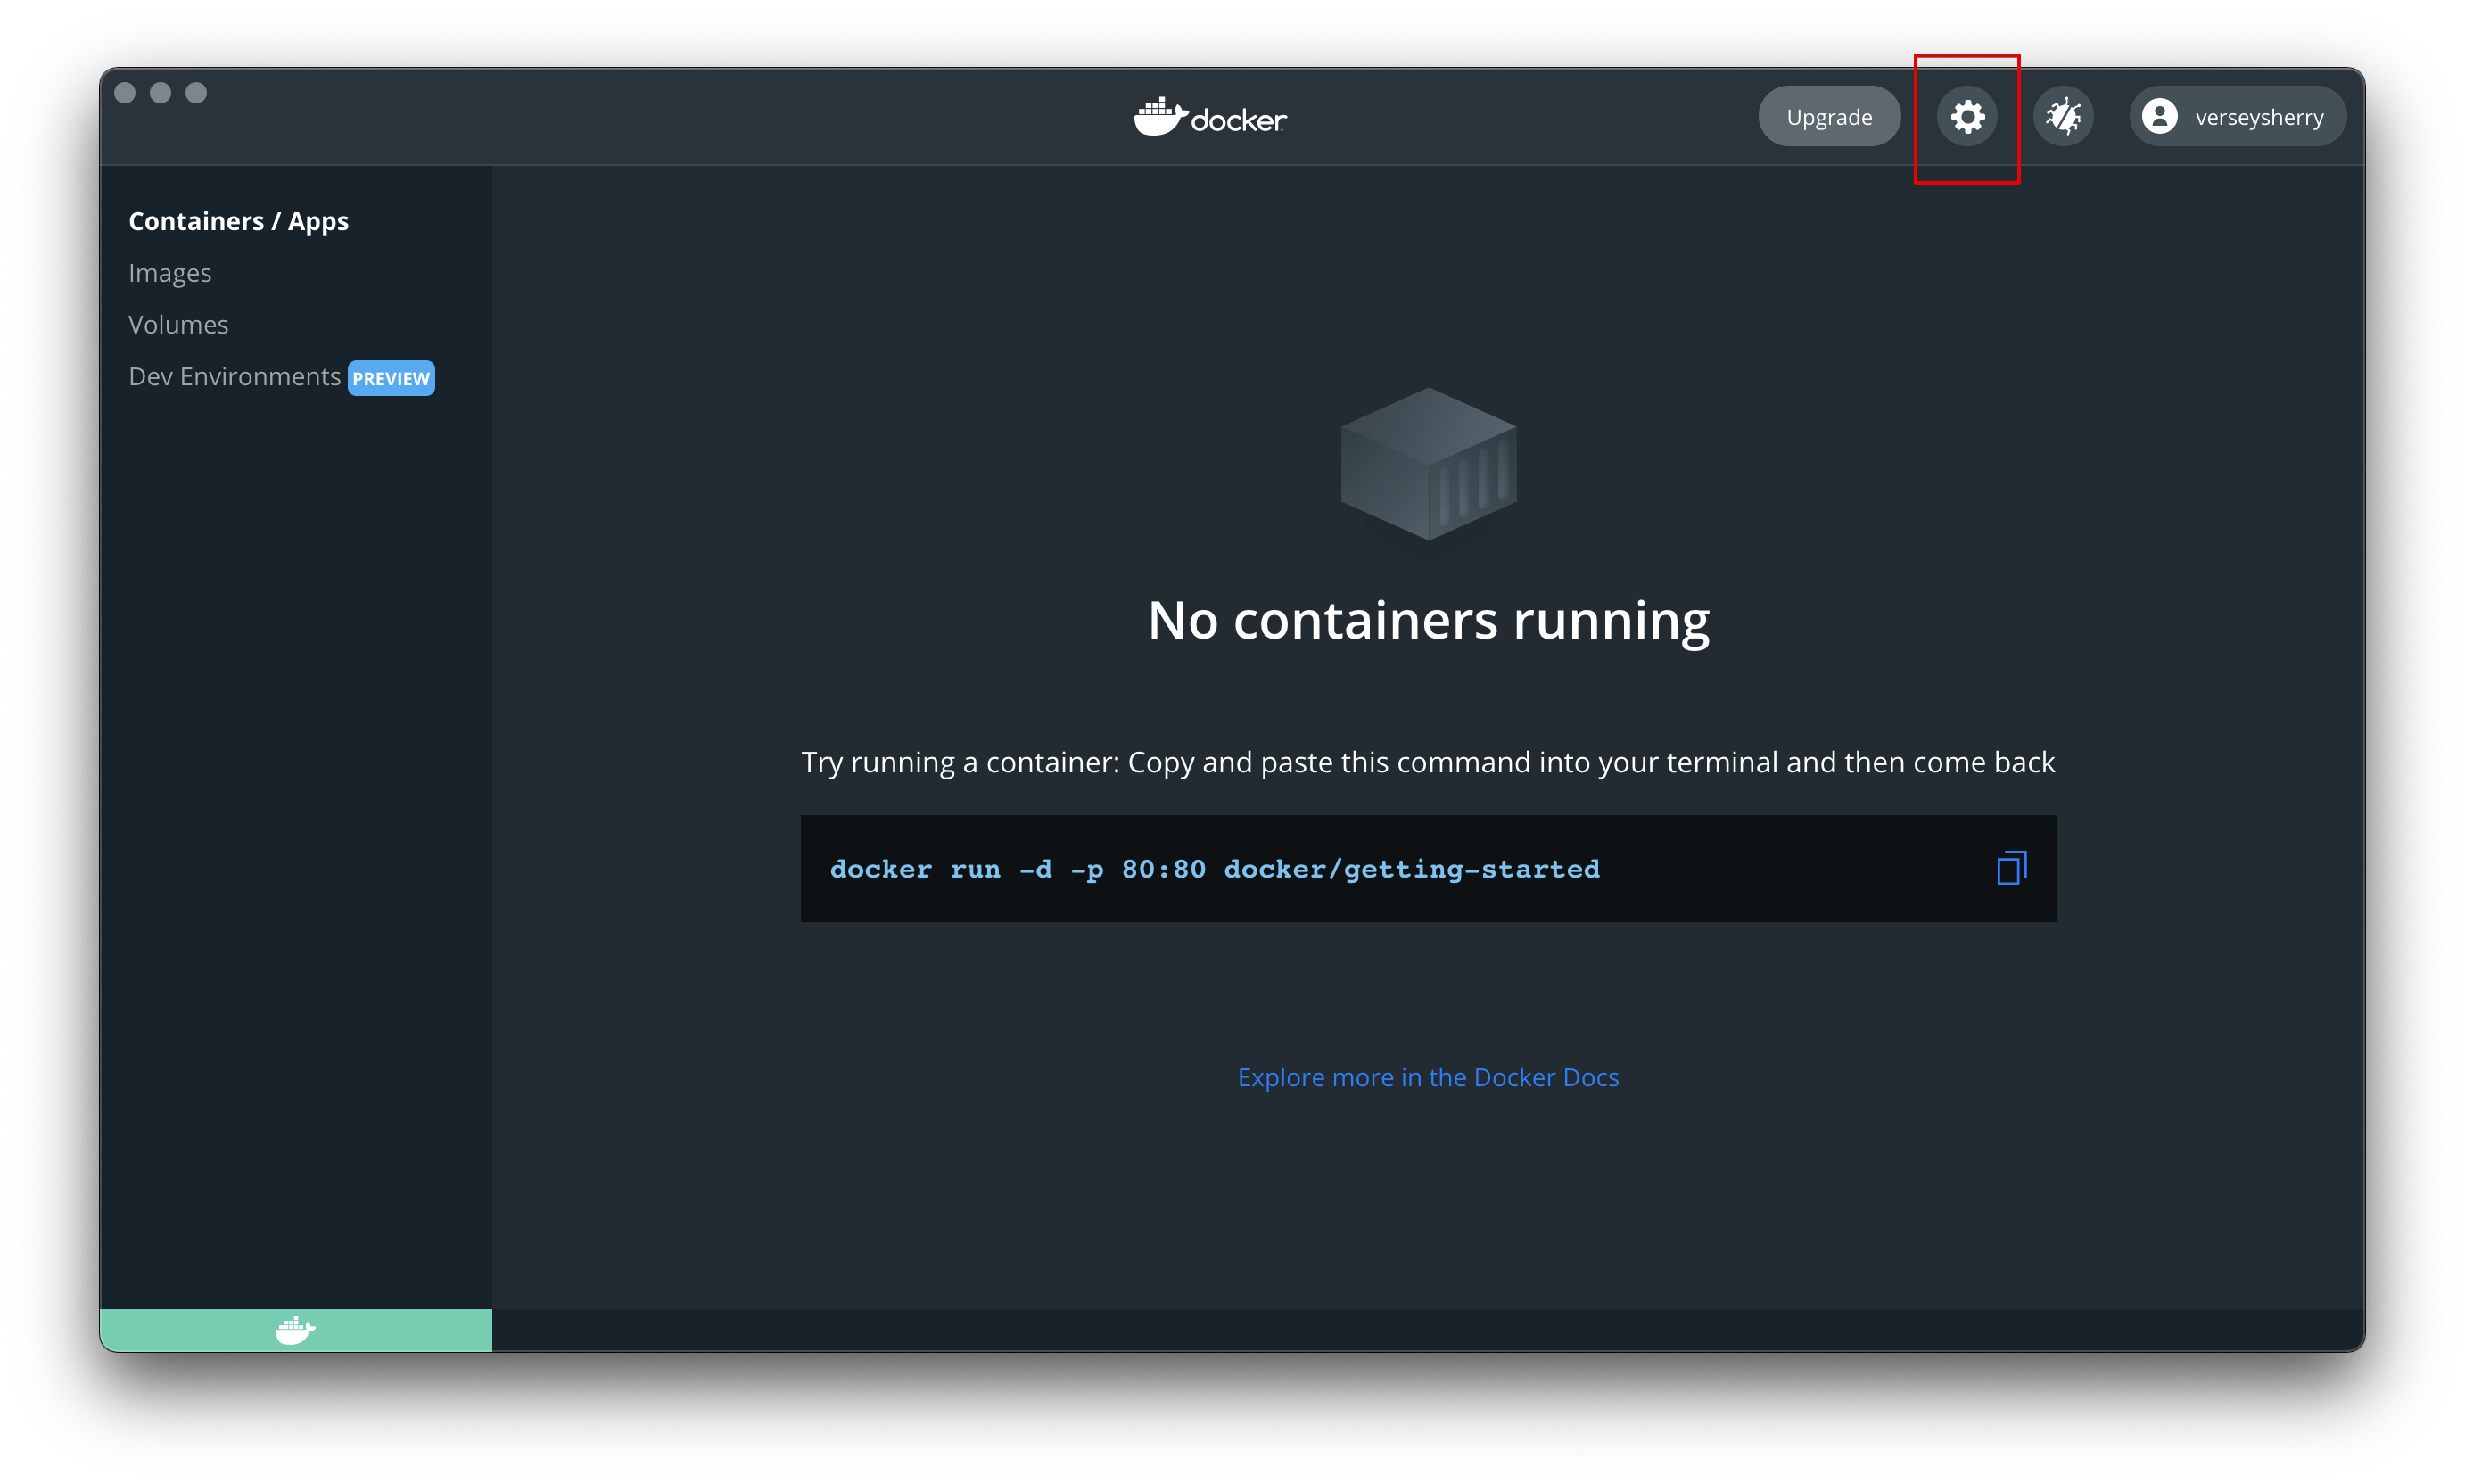 docker
Upgrade
verseysherry
Containers / Apps
Images
Volumes
Dev Environments PREVIEW
No containers running
Try running a container: Copy and paste this command into your terminal and then come back
docker run -d -p 80:80 docker/getting-started
Explore more in the Docker Docs